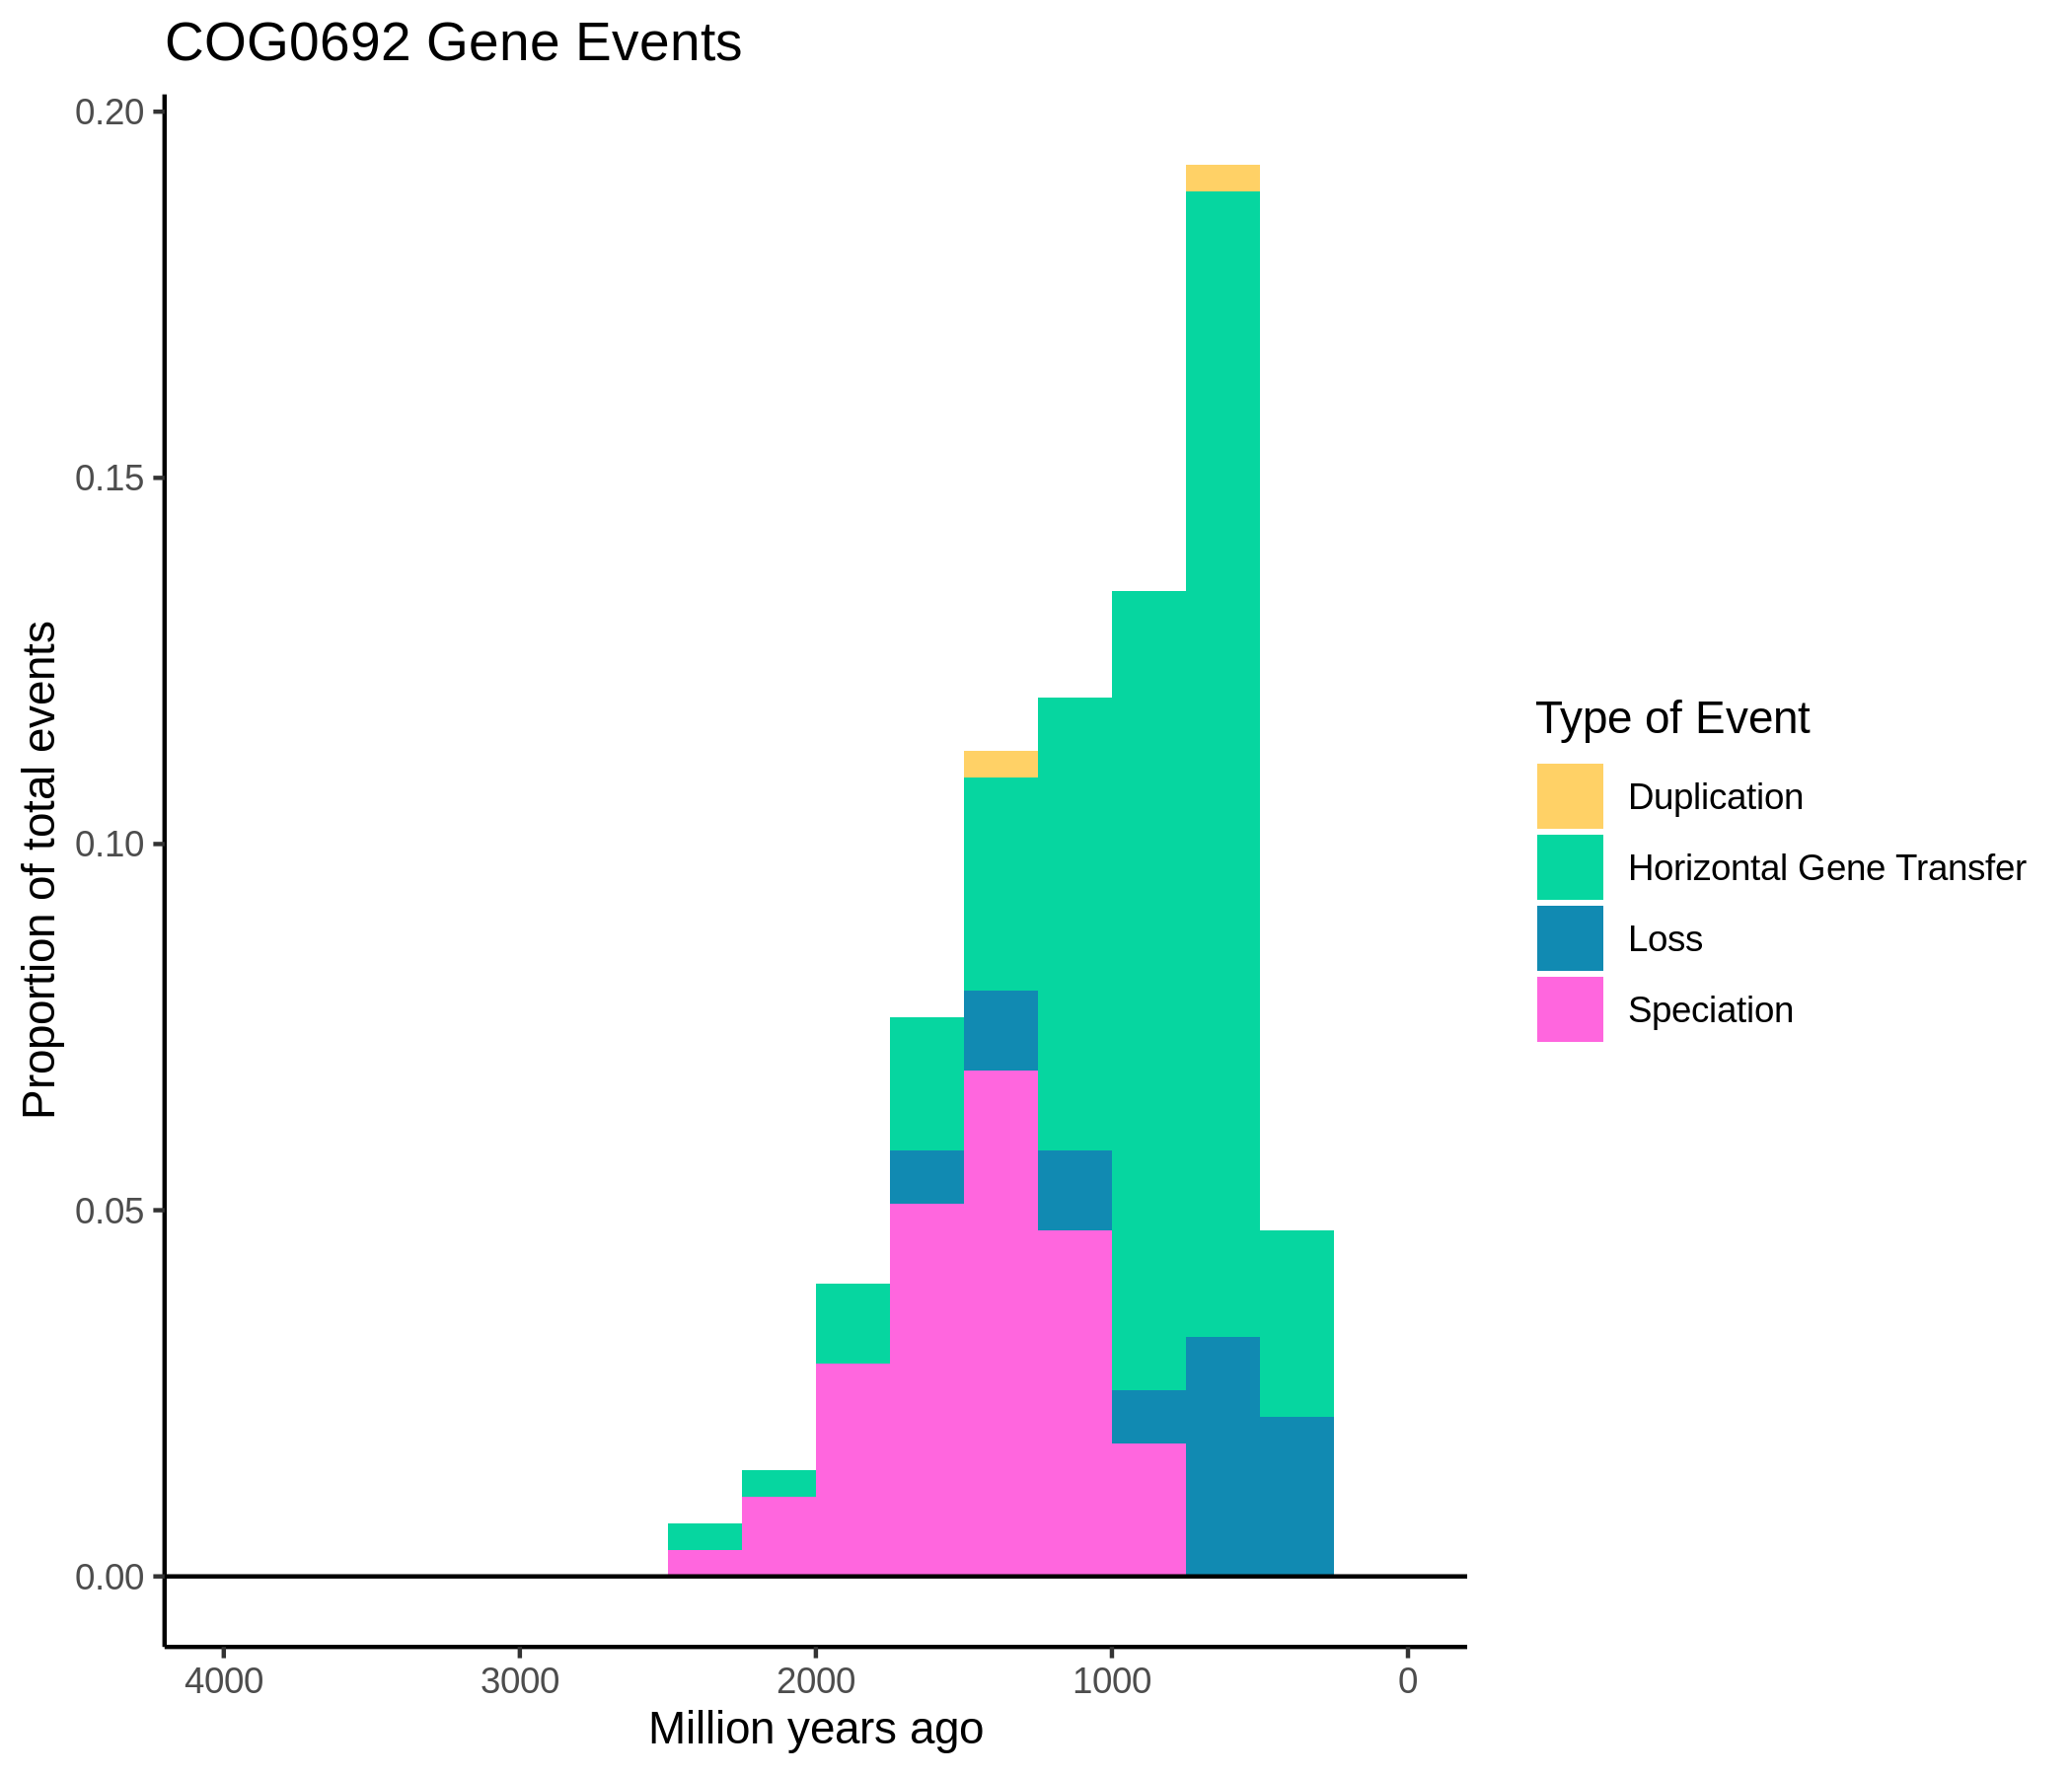 COG0692 Gene Events
0.20
0.15
0.10
0.05
0.00
Proportion of total events
4000 3000 2000 1000 0
Million years ago
Type of Event
Duplication
Horizontal Gene Transfer
Loss
Speciation